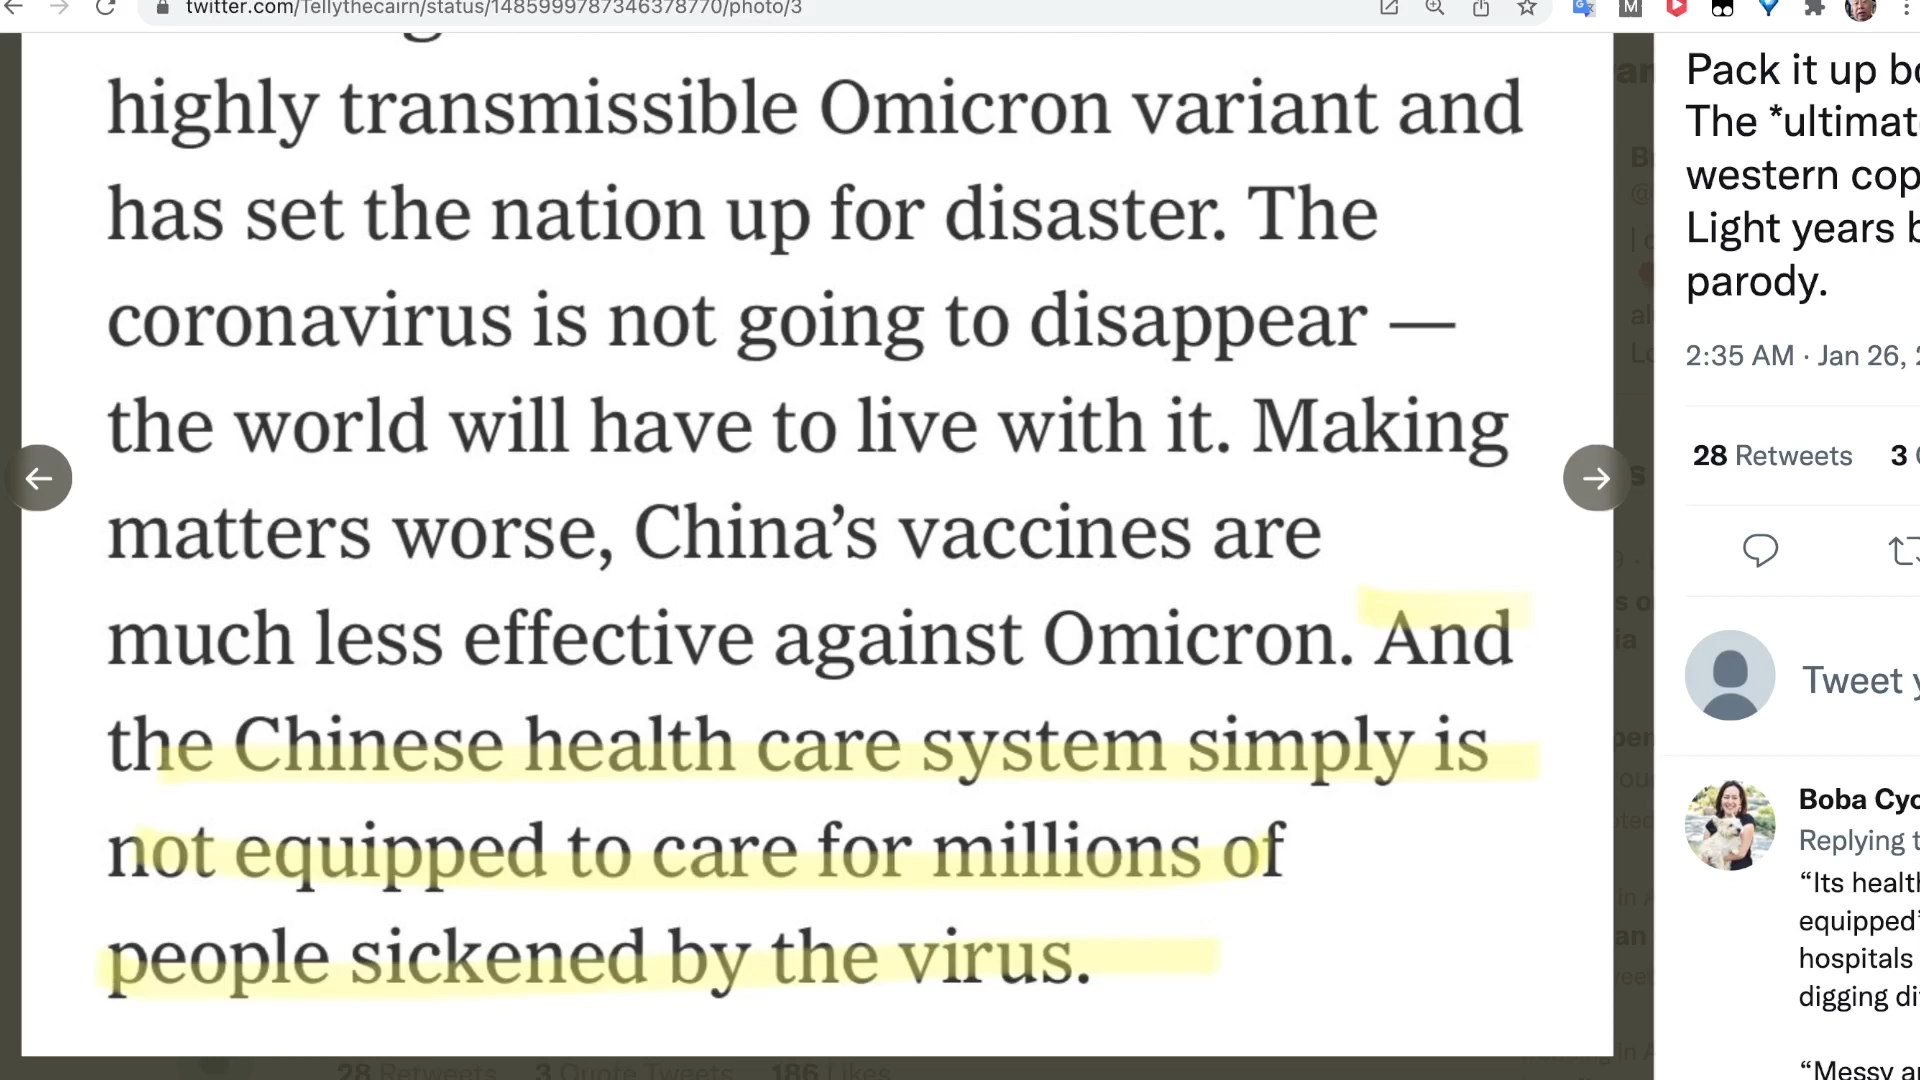 twitter.com/Tellythecairn/status/1485999787346378770/photo/3
highly transmissible Omicron variant and
has set the nation up for disaster. The
coronavirus is not going to disappear —
the world will have to live with it. Making
matters worse, China’s vaccines are
much less effective against Omicron. And
the Chinese health care system simply is
not equipped to care for millions of
people sickened by the virus.
Pack it up
The *ultimat
western cop
Light years
parody.
2:35 AM · Jan 26,
28 Retweets 3
Tweet
Boba Cyc
Replying t
“Its healt
equipped”
hospitals
digging di
“Messy a
28 Retweets 3 Quote Tweets 186 Likes